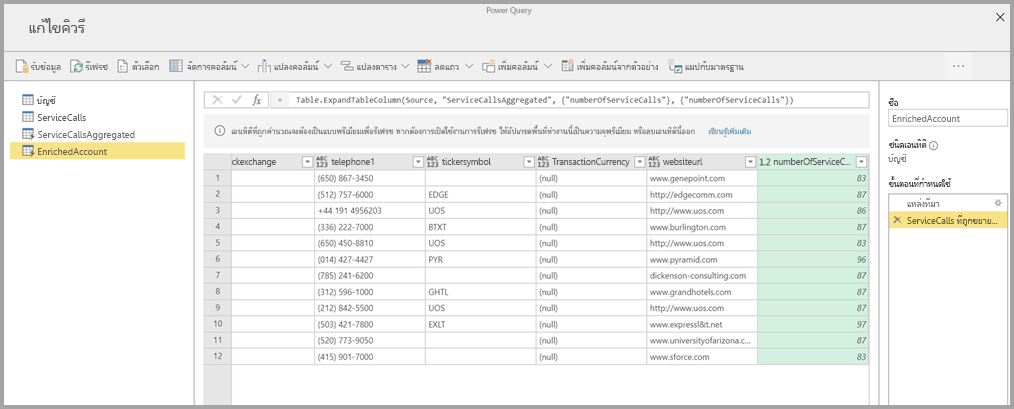 Power Query
แก้ไขคิวรี
รับข้อมูล รีเฟรช ตัวเลือก จัดการคอลัมน์ แปลงคอลัมน์ แปลงตาราง ลดแถว เพิ่มคอลัมน์ เพิ่มคอลัมน์จากตัวอย่าง แมปกับมาตรฐาน ...
บัญชี
ServiceCalls
ServiceCallsAggregated
EnrichedAccount
fx Table.ExpandTableColumn(Source, "ServiceCallsAggregated", {"numberOfServiceCalls"}, {"numberOfServiceCalls"})
เอนทิตีที่ถูกคำนวณจะต้องเป็นแบบพรีเมียมเพื่อรีเฟรช หากต้องการเปิดใช้งานการรีเฟรช ให้อัปเกรดพื้นที่ทำงานนี้เป็นความจุพรีเมียม หรือลบเอนทิตีนี้ออก เรียนรู้เพิ่มเติม
ckexchange ABC 123 telephone1 ABC 123 tickersymbol ABC 123 TransactionCurrency ABC 123 websiteurl 1.2 numberOfServiceC...
1 (650) 867-3450 (null) www.genepoint.com 83
2 (512) 757-6000 EDGE (null) http://edgecomm.com 87
3 +44 191 4956203 UOS (null) http://www.uos.com 86
4 (336) 222-7000 BTXT (null) www.burlington.com 87
5 (650) 450-8810 UOS (null) http://www.uos.com 83
6 (014) 427-4427 PYR (null) www.pyramid.com 96
7 (785) 241-6200 (null) dickenson-consulting.com 87
8 (312) 596-1000 GHTL (null) www.grandhotels.com 87
9 (212) 842-5500 UOS (null) http://www.uos.com 87
10 (503) 421-7800 EXLT (null) www.expressl&t.net 97
11 (520) 773-9050 (null) www.universityofarizona.c... 87
12 (415) 901-7000 (null) www.sforce.com 83
ชื่อ
EnrichedAccount
ชนิดเอนทิตี
บัญชี
ขั้นตอนที่กำหนดใช้
แหล่งที่มา
ServiceCalls ที่ถูกขยาย...